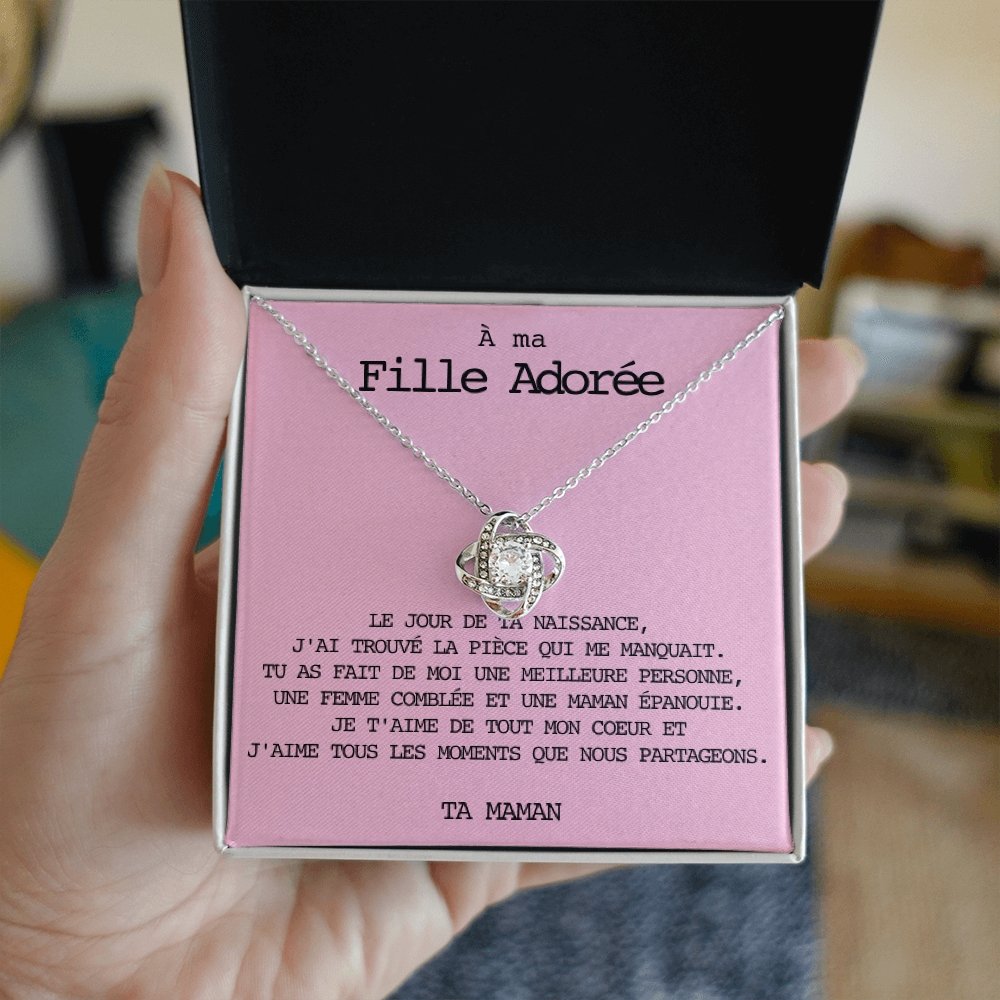 À ma
Fille Adorée
LE JOUR DE TA NAISSANCE,
J'AI TROUVÉ LA PIÈCE QUI ME MANQUAIT.
TU AS FAIT DE MOI UNE MEILLEURE PERSONNE,
UNE FEMME COMBLÉE ET UNE MAMAN ÉPANOUIE.
JE T'AIME DE TOUT MON COEUR ET
J'AIME TOUS LES MOMENTS QUE NOUS PARTAGEONS.
TA MAMAN